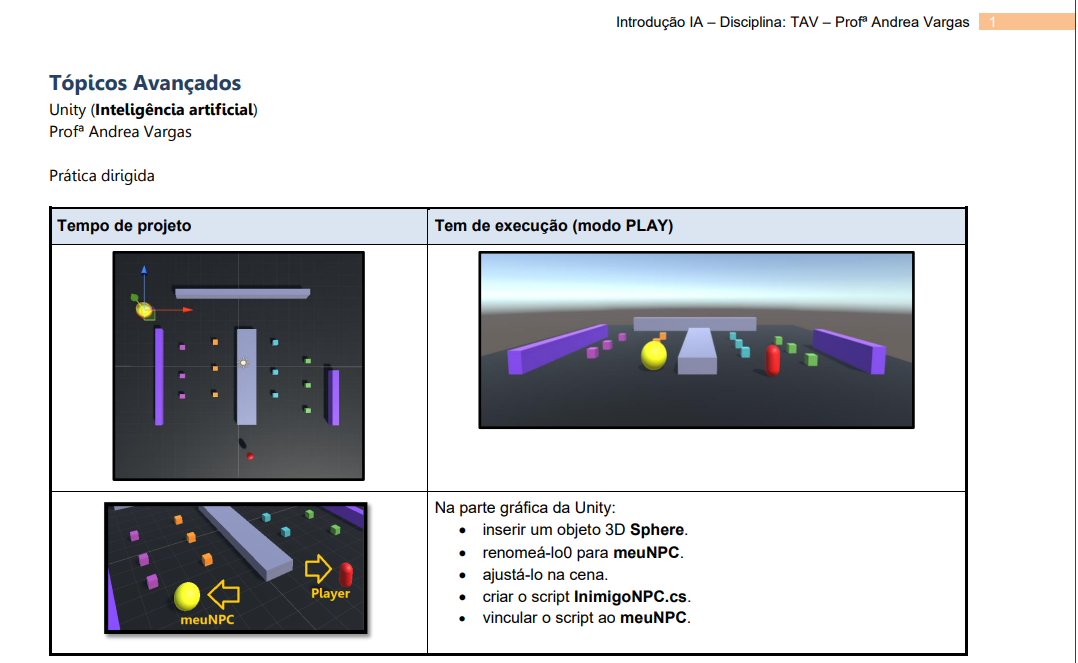 Introdução IA – Disciplina: TAV – Profª Andrea Vargas 1
Tópicos Avançados
Unity (Inteligência artificial)
Profª Andrea Vargas
Prática dirigida
Tempo de projeto
Tem de execução (modo PLAY)
Player
meuNPC
Na parte gráfica da Unity:
• inserir um objeto 3D Sphere.
• renomeá-lo0 para meuNPC.
• ajustá-lo na cena.
• criar o script InimigoNPC.cs.
• vincular o script ao meuNPC.